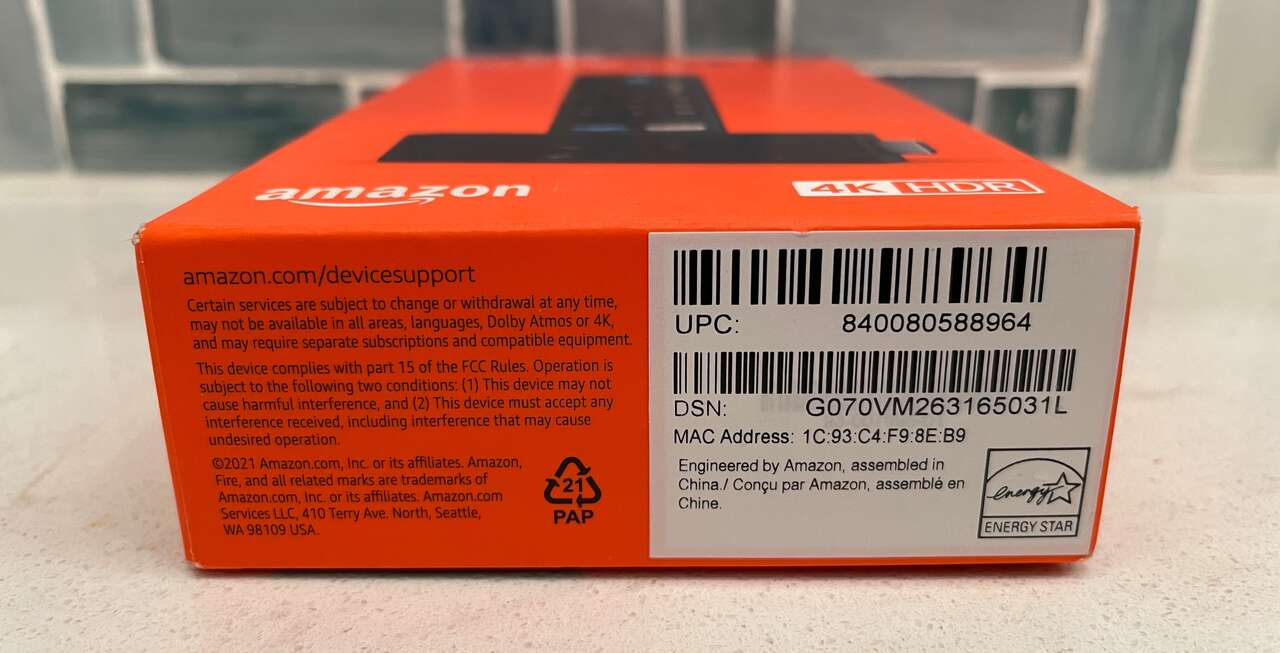 amazon
4K HDR
amazon.com/devicesupport
Certain services are subject to change or withdrawal at any time,
may not be available in all areas, languages, Dolby Atmos or 4K,
and may require separate subscriptions and compatible equipment.
This device complies with part 15 of the FCC Rules. Operation is
subject to the following two conditions: (1) This device may not
cause harmful interference, and (2) This device must accept any
interference received, including interference that may cause
undesired operation.
©2021 Amazon.com, Inc. or its affiliates. Amazon,
Fire, and all related marks are trademarks of
Amazon.com, Inc. or its affiliates. Amazon.com
Services LLC, 410 Terry Ave. North, Seattle,
WA 98109 USA.
21
PAP
UPC: 840080588964
DSN: G070VM263165031L
MAC Address: 1C:93:C4:F9:8E:B9
Engineered by Amazon, assembled in
China./ Conçu par Amazon, assemblé en
Chine.
energy
ENERGY STAR